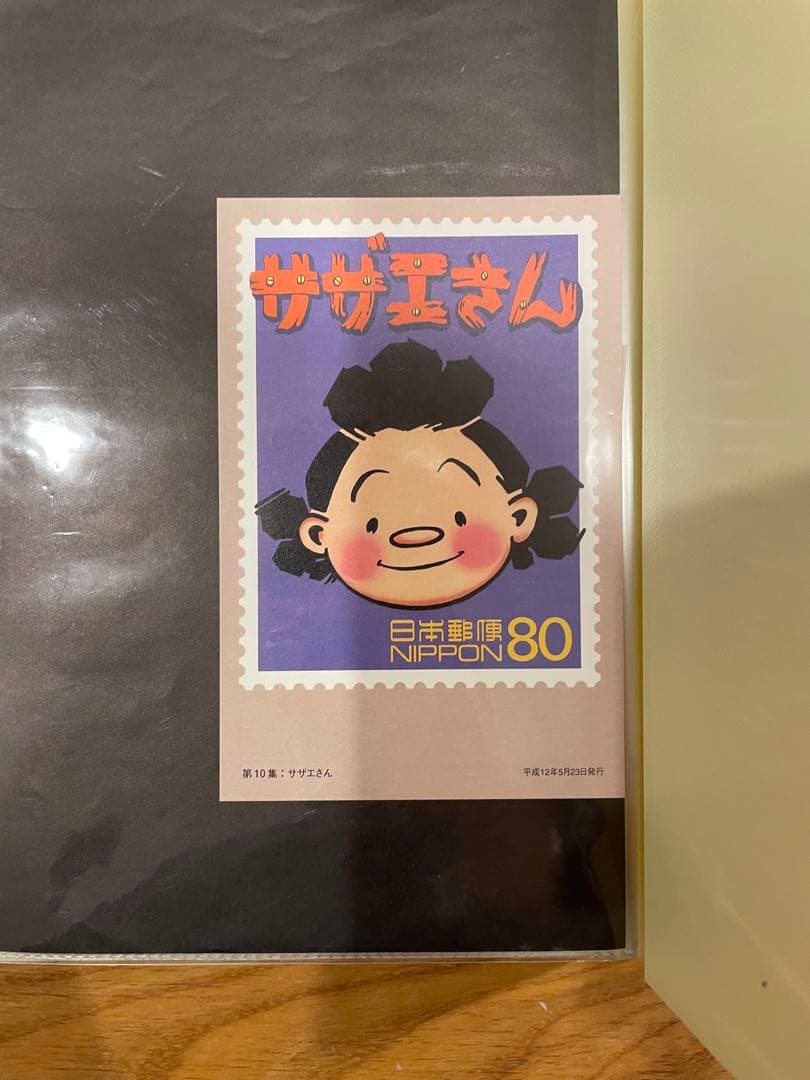 サザエさん
日本郵便
NIPPON 80
第10集：サザエさん
平成12年5月23日発行